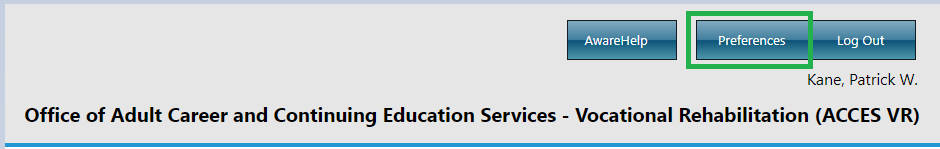 AwareHelp Preferences Log Out
Kane, Patrick W.
Office of Adult Career and Continuing Education Services - Vocational Rehabilitation (ACCES VR)